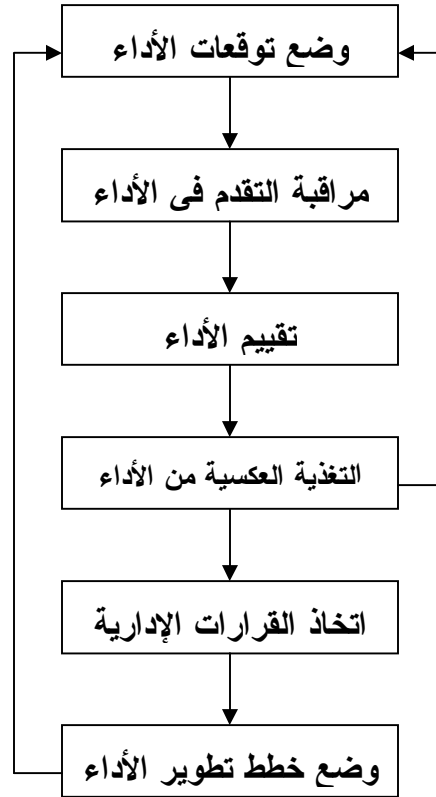 وضع توقعات الأداء
مراقبة التقدم فى الأداء
تقييم الأداء
التغذية العكسية من الأداء
اتخاذ القرارات الإدارية
وضع خطط تطوير الأداء